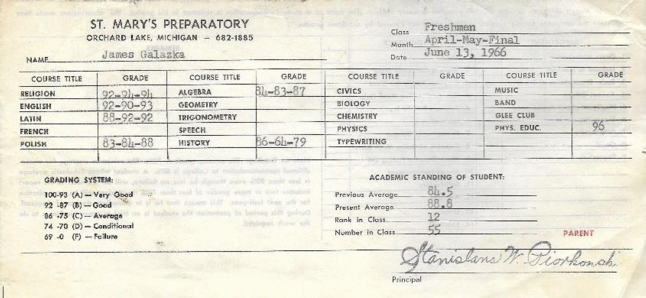 ST. MARY'S PREPARATORY
ORCHARD LAKE, MICHIGAN — 682-1885
Class Freshmen
Month April-May-Final
Date June 13, 1966
NAME James Galazka
COURSE TITLE GRADE COURSE TITLE GRADE COURSE TITLE GRADE COURSE TITLE GRADE
RELIGION 92-94-94 ALGEBRA 84-83-87 CIVICS MUSIC
ENGLISH 92-90-93 GEOMETRY BIOLOGY BAND
LATIN 88-92-92 TRIGONOMETRY CHEMISTRY GLEE CLUB
FRENCH SPEECH PHYSICS PHYS. EDUC. 96
POLISH 83-84-88 HISTORY 86-64-79 TYPEWRITING
GRADING SYSTEM:
100-93 (A) — Very Good
92 -87 (B) — Good
86 -75 (C) — Average
74 -70 (D) — Conditional
69 -0 (F) — Failure
ACADEMIC STANDING OF STUDENT:
Previous Average 84.5
Present Average 88.8
Rank in Class 12
Number in Class 55
PARENT
Stanislaus W. Piorkowski
Principal